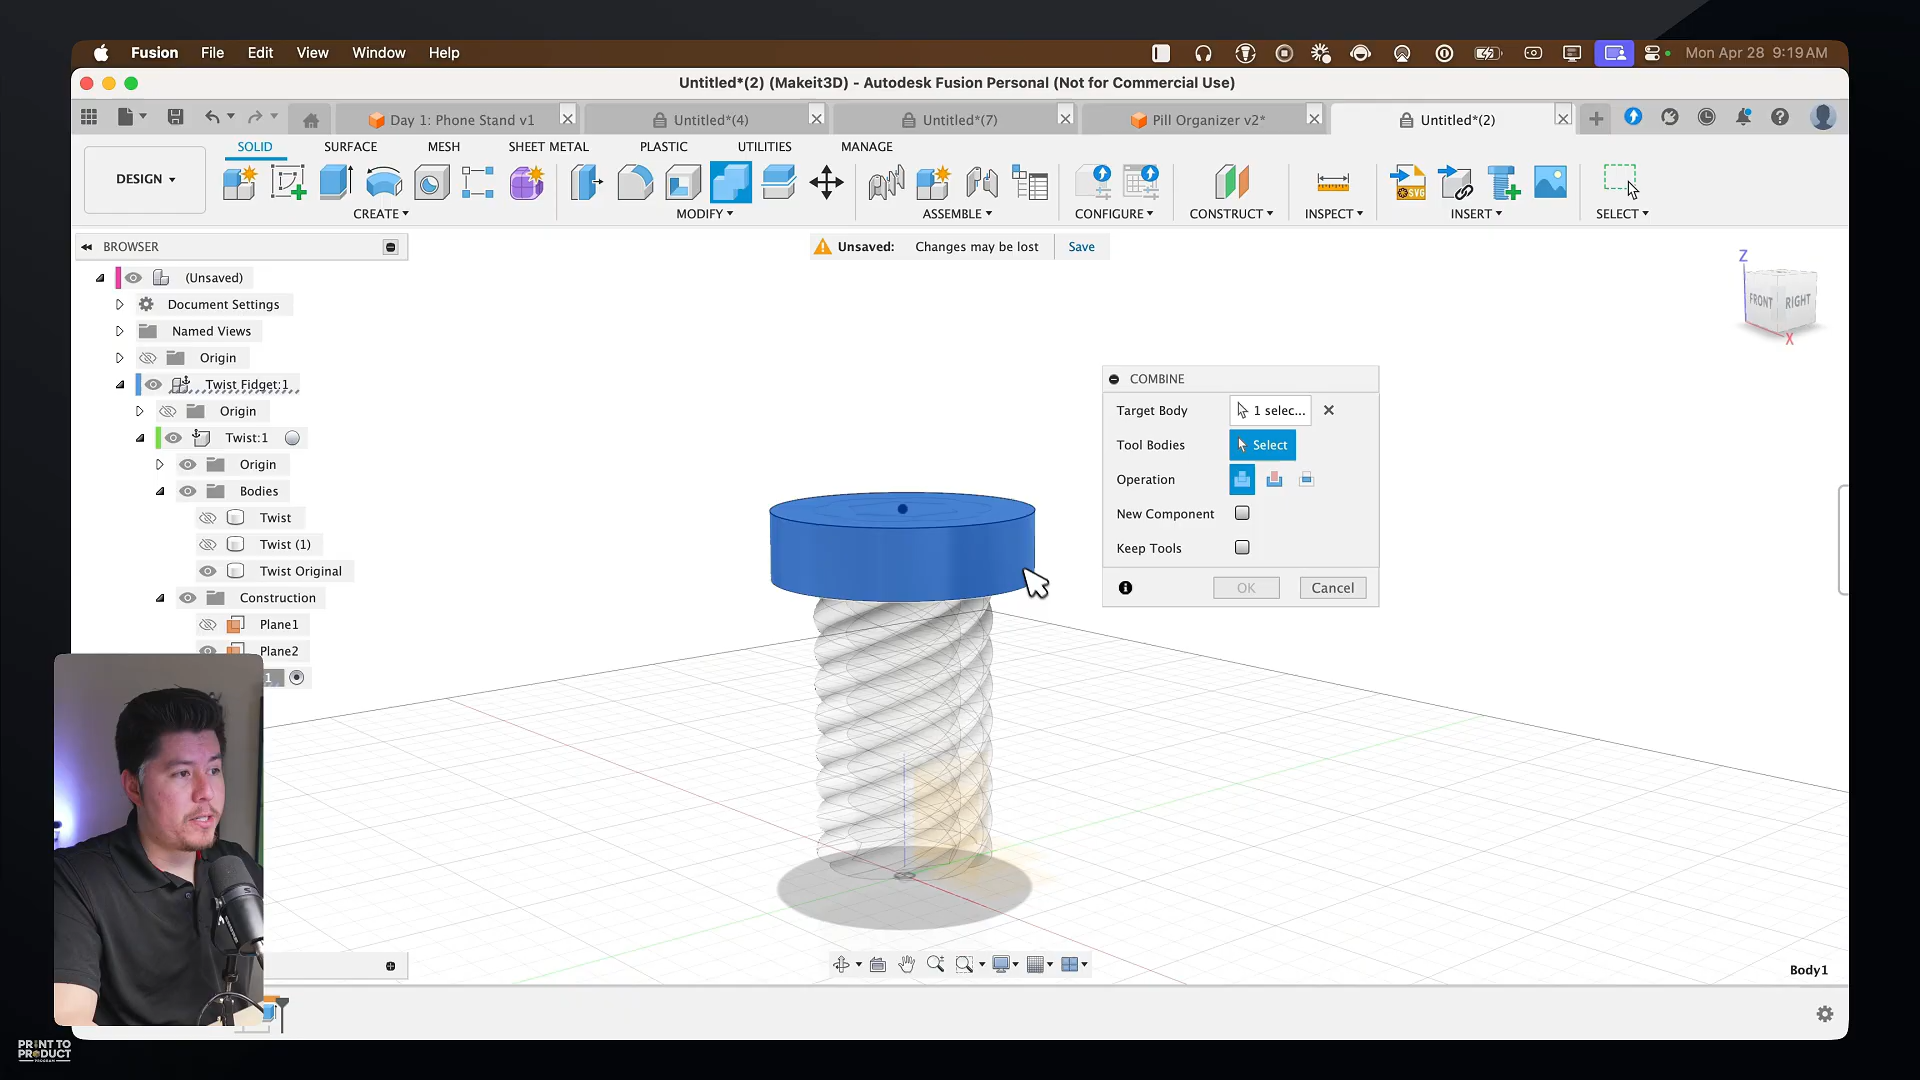 Fusion File Edit View Window Help Mon Apr 28 9:19 AM
Untitled*(2) (Makeit3D) - Autodesk Fusion Personal (Not for Commercial Use)
Day 1: Phone Stand v1 Untitled*(4) Untitled*(7) Pill Organizer v2* Untitled*(2)
SOLID SURFACE MESH SHEET METAL PLASTIC UTILITIES MANAGE
DESIGN
SVG
CREATE MODIFY ASSEMBLE CONFIGURE CONSTRUCT INSPECT INSERT SELECT
BROWSER
Unsaved: Changes may be lost Save
(Unsaved)
Document Settings
Named Views
Origin
Twist Fidget:1
Origin
Twist:1
Origin
Bodies
Twist
Twist (1)
Twist Original
Construction
Plane1
Plane2
1
Z
FRONT RIGHT
X
COMBINE
Target Body 1 selec...
Tool Bodies Select
Operation
New Component
Keep Tools
OK Cancel
Body1
PRINT TO
PRODUCT
PROGRAM